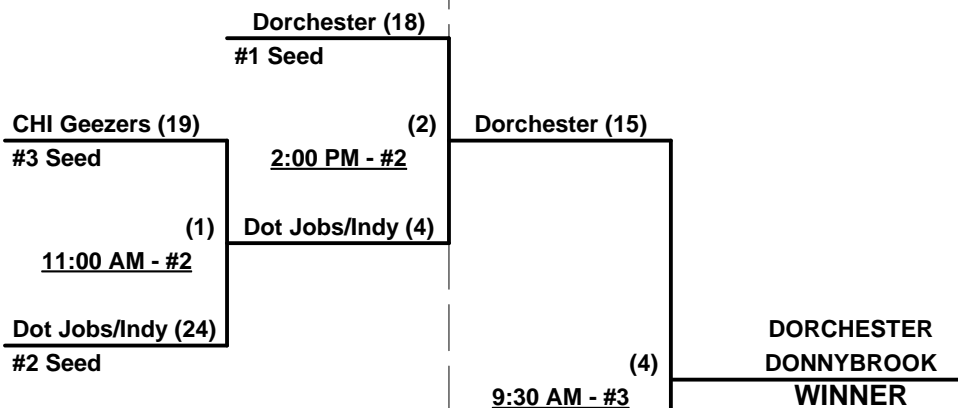 Dorchester (18)
#1 Seed
CHI Geezers (19)
(2)
Dorchester (15)
#3 Seed
2:00 PM - #2
(1)
Dot Jobs/Indy (4)
11:00 AM - #2
Dot Jobs/Indy (24)
DORCHESTER
#2 Seed
(4)
DONNYBROOK
9:30 AM - #3
WINNER